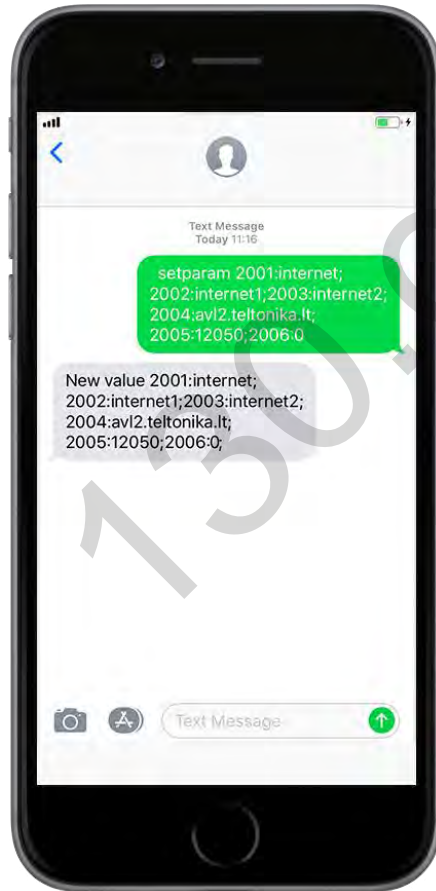 Text Message
Today 11:16
setparam 2001:internet;
2002:internet1;2003:internet2;
2004;avl2.teltonika.lt;
2005:12050;2006:0
New value 2001:internet;
2002:internet1;2003:internet2;
2004:avl2.teltonika.lt;
2005:12050;2006:0;
Text Message
130.